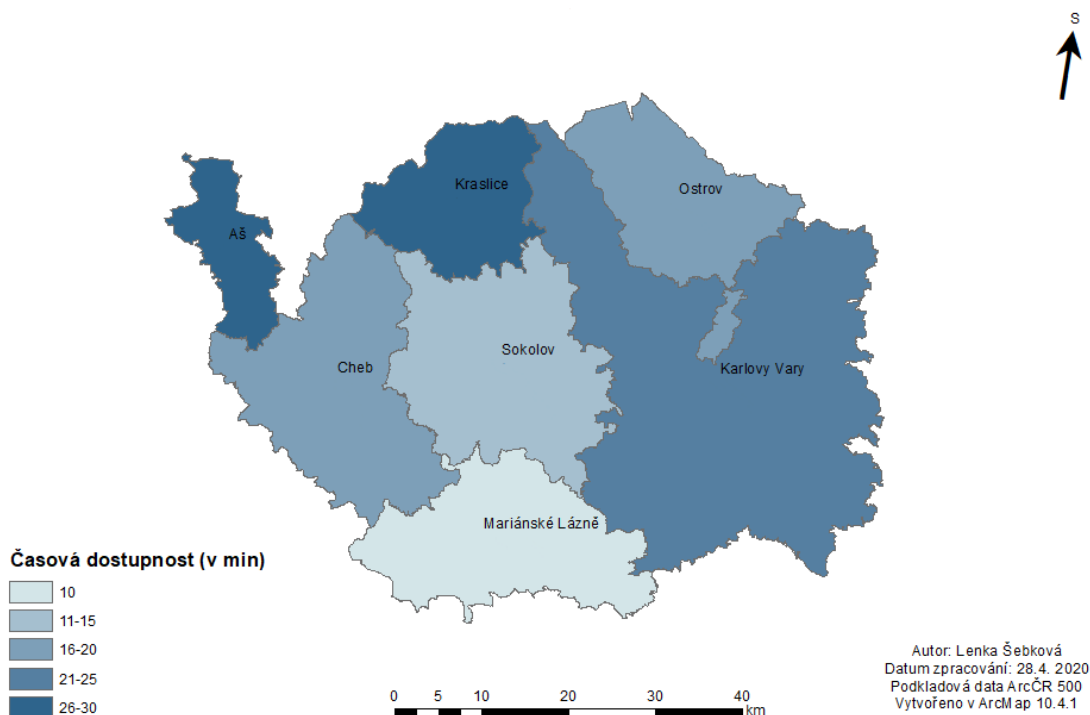 S
Kraslice
Ostrov
Aš
Sokolov
Cheb
Karlovy Vary
Mariánské Lázně
Časová dostupnost (v min)
10
11-15
16-20
21-25
26-30
0 5 10 20 30 40
km
Autor: Lenka Šebková
Datum zpracování: 28.4. 2020
Podkladová data ArcČR 500
Vytvořeno v ArcMap 10.4.1